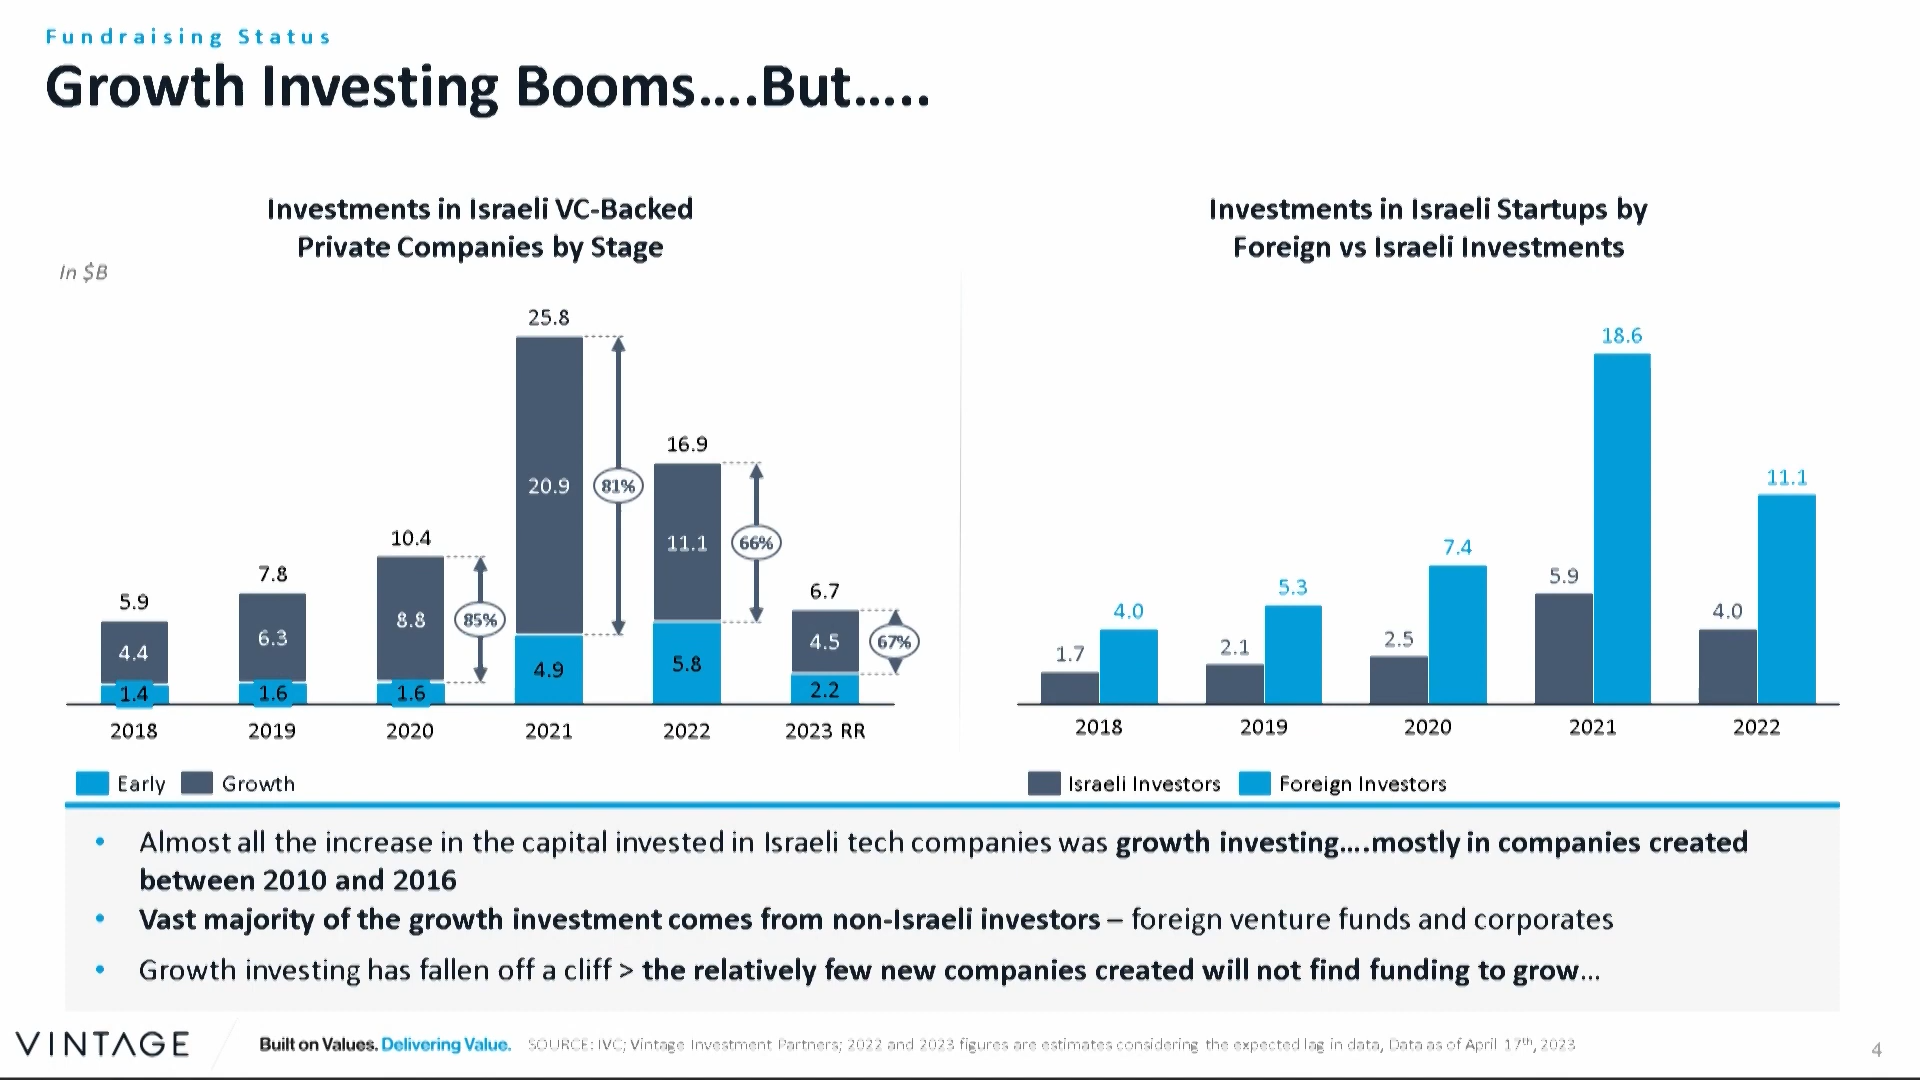 Fundraising Status
Growth Investing Booms....But.....
Investments in Israeli VC-Backed
Private Companies by Stage
In $B
5.9
4.4
1.4
7.8
6.3
1.6
10.4
8.8
1.6
85%
25.8
20.9
4.9
81%
16.9
11.1
5.8
66%
6.7
4.5
2.2
67%
2018 2019 2020 2021 2022 2023 RR
Early Growth
Investments in Israeli Startups by
Foreign vs Israeli Investments
1.7 4.0
2.1 5.3
2.5 7.4
5.9 18.6
4.0 11.1
2018 2019 2020 2021 2022
Israeli Investors Foreign Investors
• Almost all the increase in the capital invested in Israeli tech companies was growth investing....mostly in companies created
between 2010 and 2016
• Vast majority of the growth investment comes from non-Israeli investors – foreign venture funds and corporates
• Growth investing has fallen off a cliff > the relatively few new companies created will not find funding to grow...
VINTAGE
Built on Values. Delivering Value. SOURCE: IVC; Vintage Investment Partners; 2022 and 2023 figures are estimates considering the expected lag in data, Data as of April 17th, 2023
4